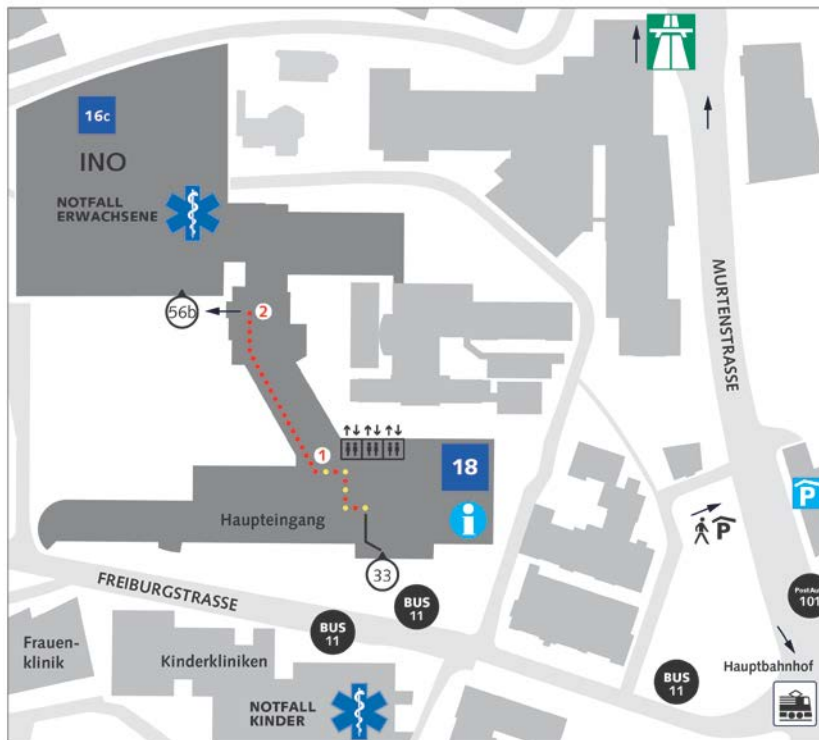 16c
INO
NOTFALL
ERWACHSENE
56b
2
MURTENSTRASSE
1
18
Haupteingang
i
P
P
33
FREIBURGSTRASSE
BUS
11
BUS
11
PostAu
101
Frauen-
klinik
Kinderkliniken
Hauptbahnhof
BUS
11
NOTFALL
KINDER